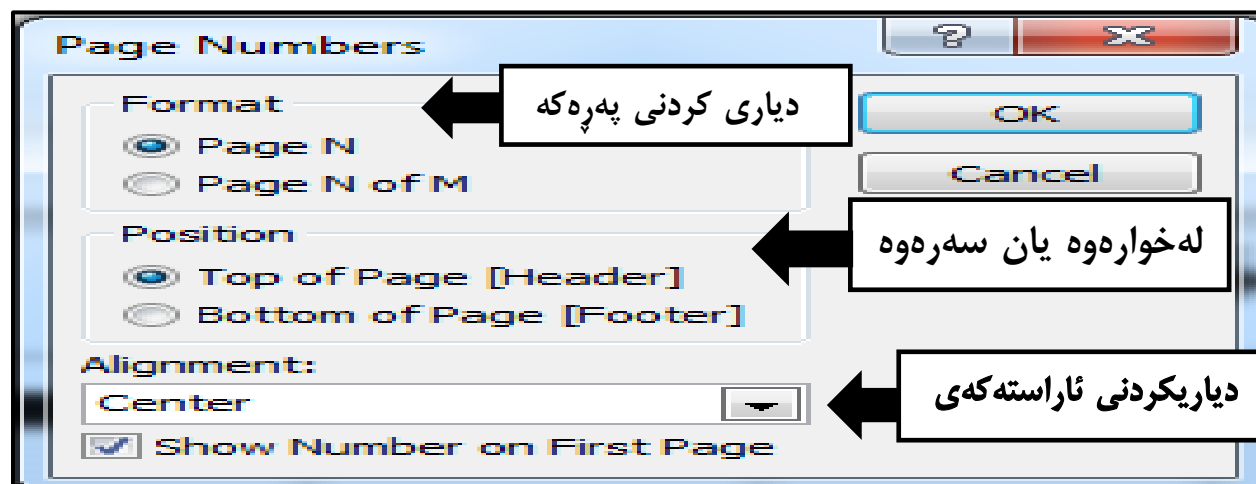 Page Numbers
Format
دیاری کردنی پەڕەکە
OK
Page N
Page N of M
Cancel
Position
لەخوارەوە یان سەرەوە
Top of Page [Header]
Bottom of Page [Footer]
Alignment:
دیاریکردنی ئاراستەکەی
Center
Show Number on First Page